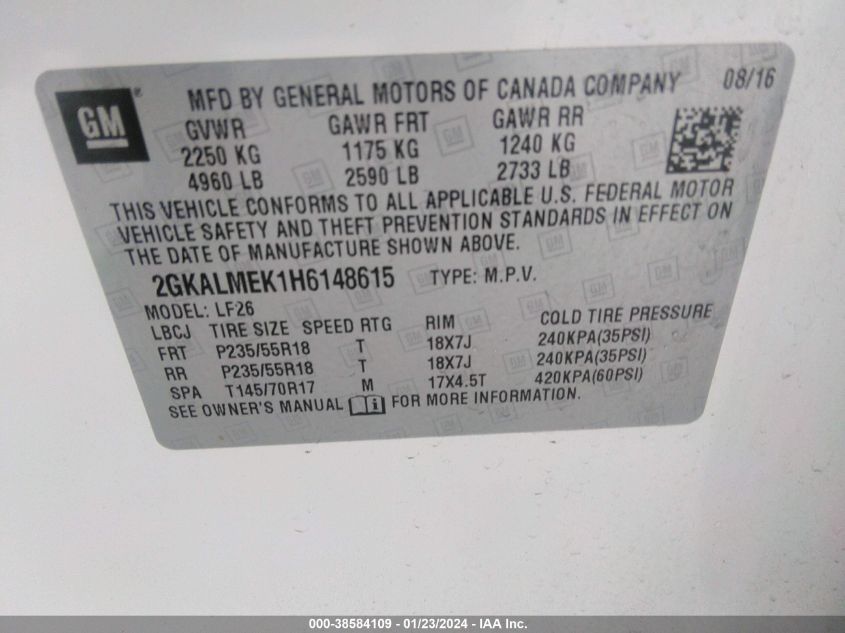 GM
MFD BY GENERAL MOTORS OF CANADA COMPANY 08/16
GVWR GAWR FRT GAWR RR
2250 KG 1175 KG 1240 KG
4960 LB 2590 LB 2733 LB
THIS VEHICLE CONFORMS TO ALL APPLICABLE U.S. FEDERAL MOTOR
VEHICLE SAFETY AND THEFT PREVENTION STANDARDS IN EFFECT ON
THE DATE OF MANUFACTURE SHOWN ABOVE.
2GKALMEK1H6148615 TYPE: M.P.V.
MODEL: LF26
LBCJ TIRE SIZE SPEED RTG RIM COLD TIRE PRESSURE
FRT P235/55R18 T 18X7J 240KPA(35PSI)
RR P235/55R18 T 18X7J 240KPA(35PSI)
SPA T145/70R17 M 17X4.5T 420KPA(60PSI)
SEE OWNER'S MANUAL FOR MORE INFORMATION.
000-38584109 - 01/23/2024 - IAA Inc.